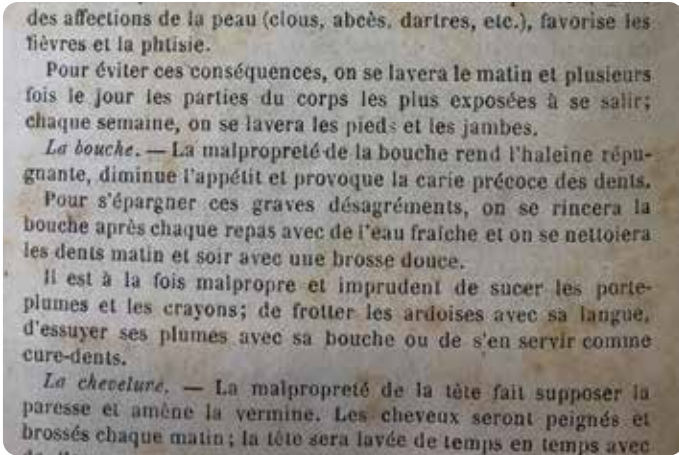 des affections de la peau (clous, abcès, dartres, etc.), favorise les
fièvres et la phtisie.
Pour éviter ces conséquences, on se lavera le matin et plusieurs
fois le jour les parties du corps les plus exposées à se salir;
chaque semaine, on se lavera les pieds et les jambes.
La bouche. — La malpropreté de la bouche rend l'haleine répu-
gnante, diminue l'appétit et provoque la carie précoce des dents.
Pour s'épargner ces graves désagréments, on se rincera la
bouche après chaque repas avec de l'eau fraîche et on se nettoiera
les dents matin et soir avec une brosse douce.
Il est à la fois malpropre et imprudent de sucer les porte-
plumes et les crayons; de frotter les ardoises avec sa langue,
d'essuyer ses plumes avec sa bouche ou de s'en servir comme
cure-dents.
La chevelure. — La malpropreté de la tête fait supposer la
paresse et amène la vermine. Les cheveux seront peignés et
brossés chaque matin; la tête sera lavée de temps en temps avec